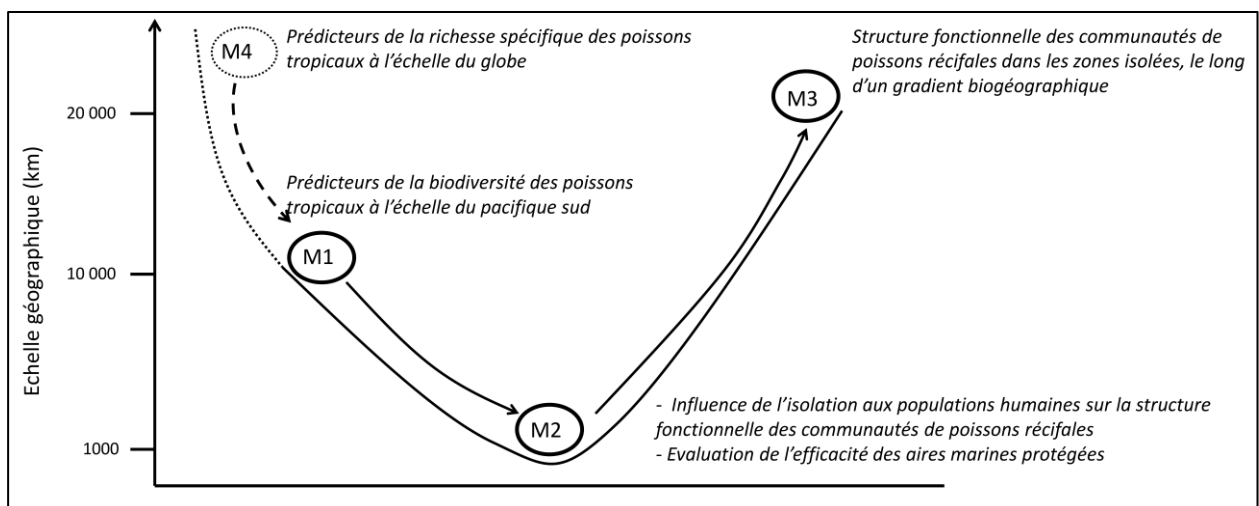 M4
Prédicteurs de la richesse spécifique des poissons
tropicaux à l'échelle du globe
Structure fonctionnelle des communautés de
poissons récifales dans les zones isolées, le long
d'un gradient biogéographique
M3
20 000
Prédicteurs de la biodiversité des poissons
tropicaux à l'échelle du pacifique sud
M1
10 000
Echelle géographique (km)
M2
- Influence de l'isolation aux populations humaines sur la structure
fonctionnelle des communautés de poissons récifales
- Evaluation de l'efficacité des aires marines protégées
1000